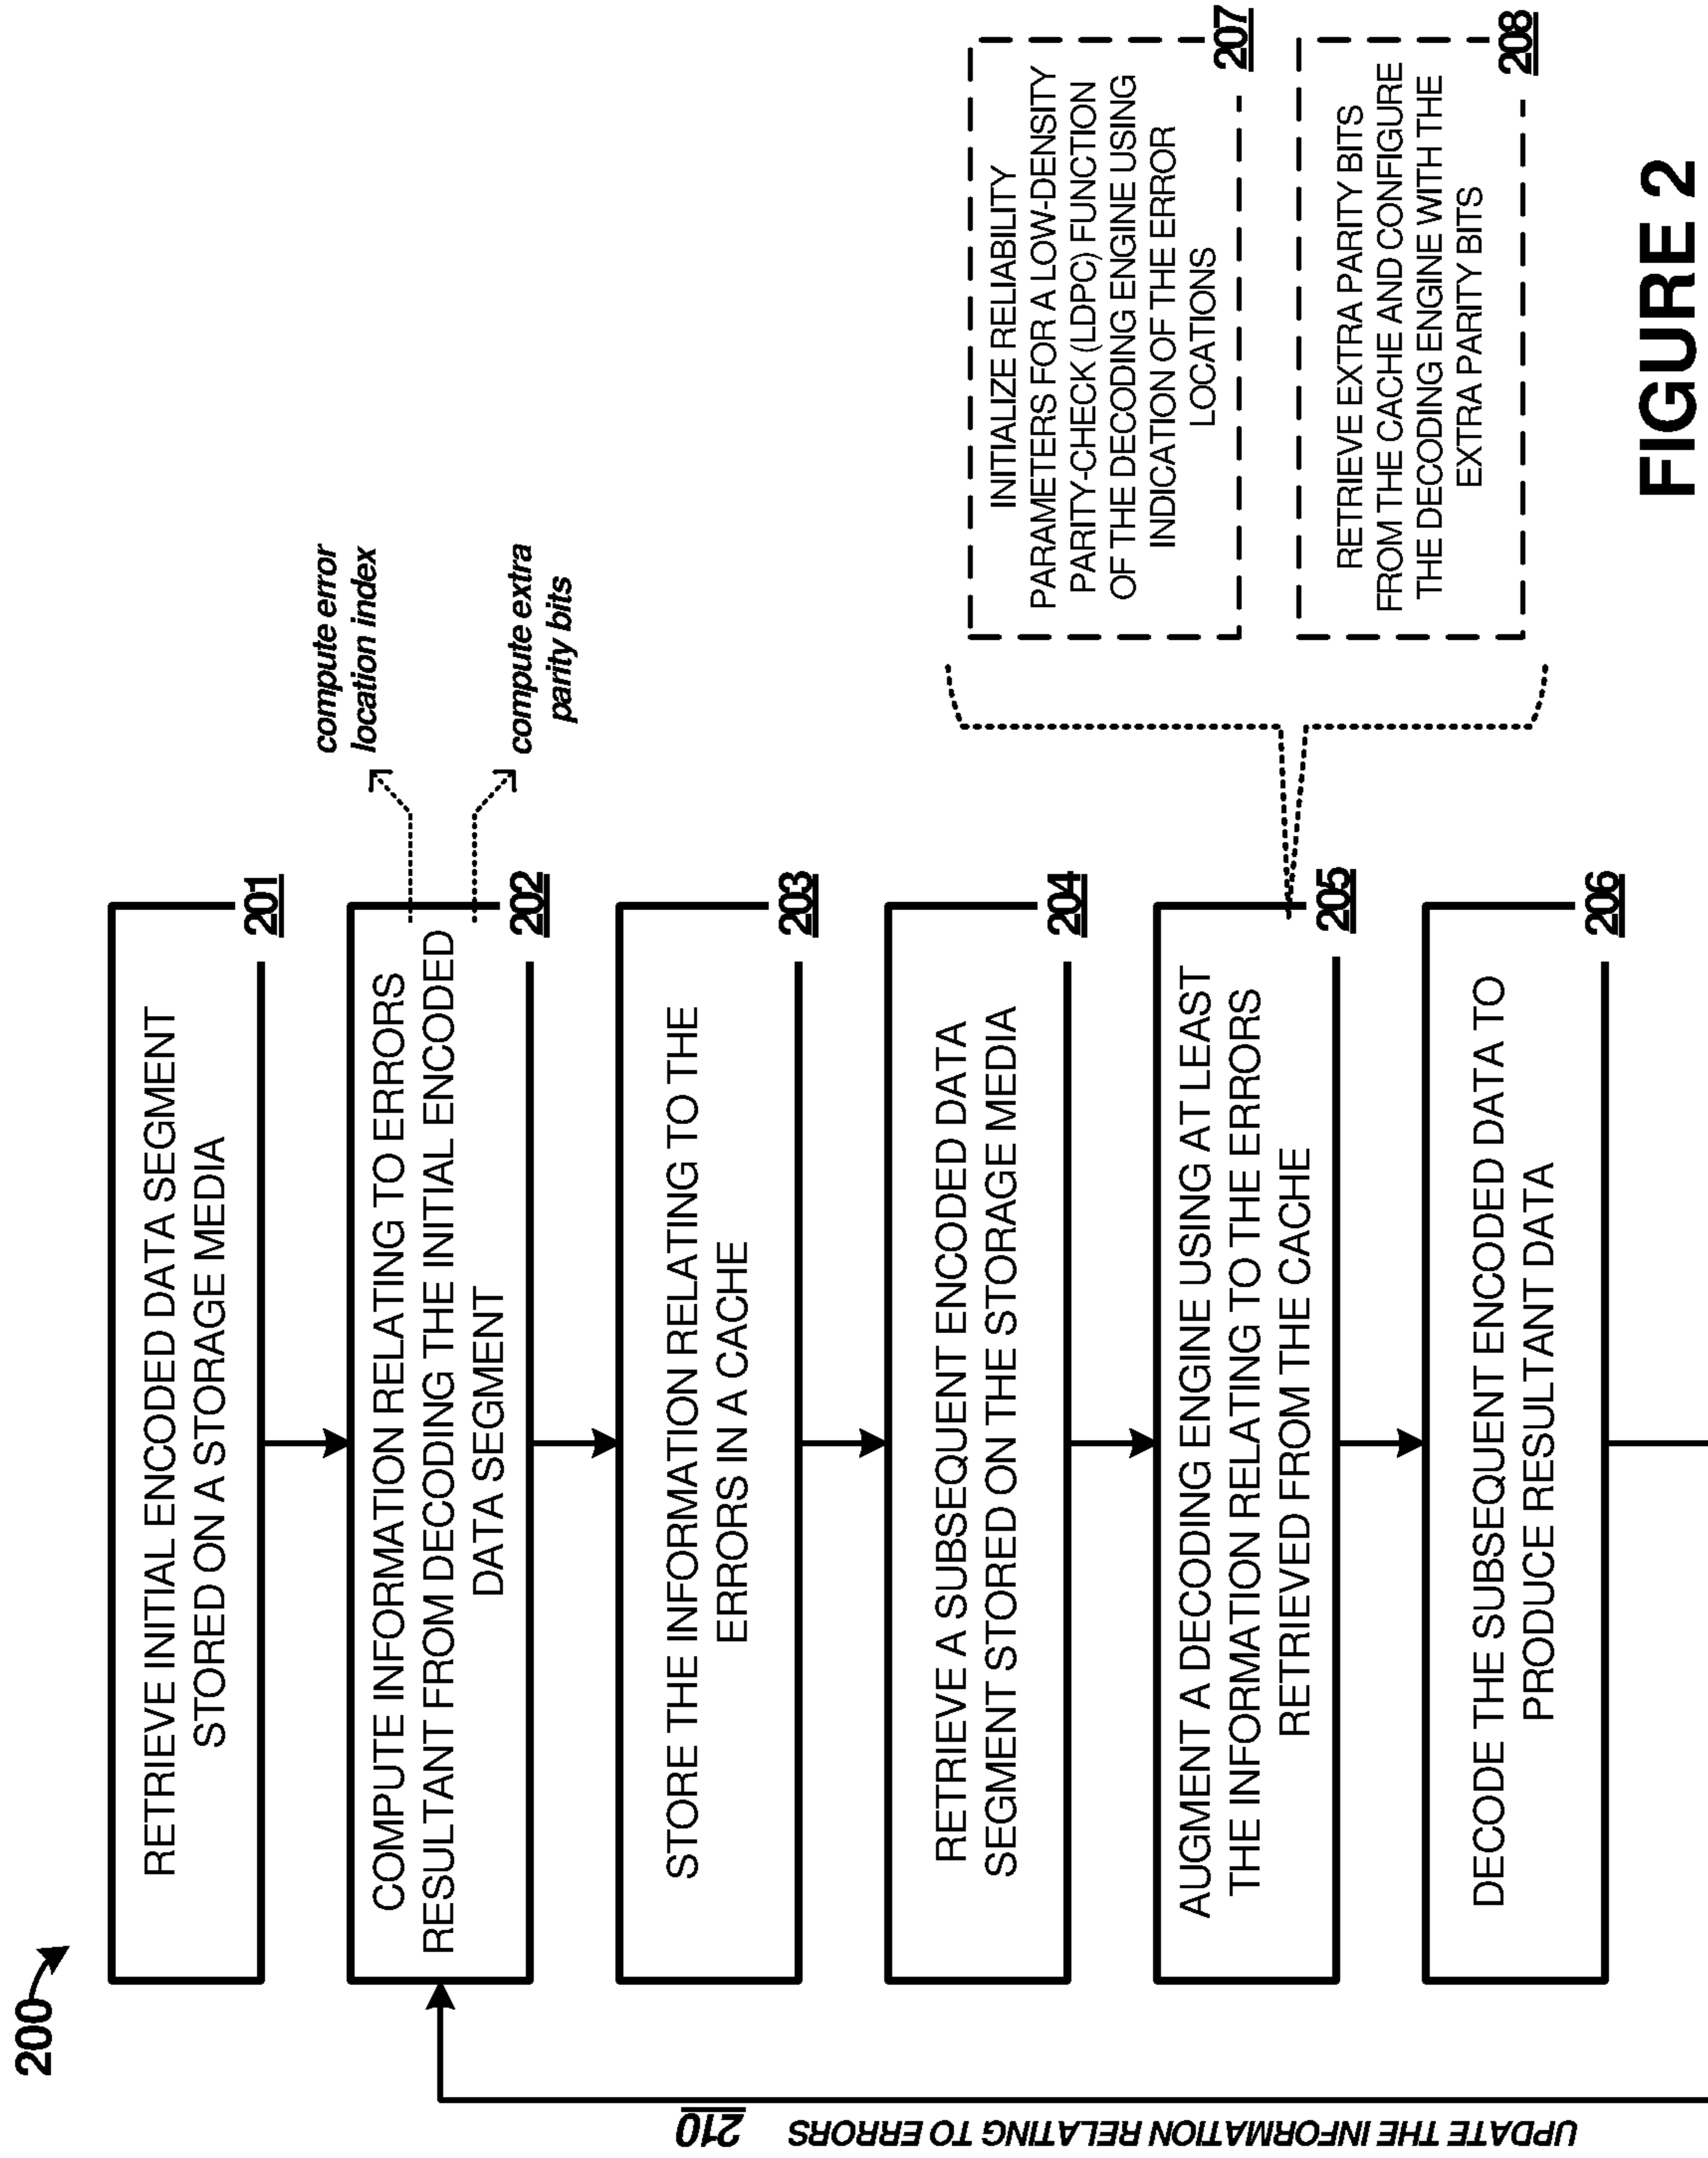 200
RETRIEVE INITIAL ENCODED DATA SEGMENT
STORED ON A STORAGE MEDIA
201
COMPUTE INFORMATION RELATING TO ERRORS
RESULTANT FROM DECODING THE INITIAL ENCODED
DATA SEGMENT
202
compute error
location index
compute extra
parity bits
STORE THE INFORMATION RELATING TO THE
ERRORS IN A CACHE
203
RETRIEVE A SUBSEQUENT ENCODED DATA
SEGMENT STORED ON THE STORAGE MEDIA
204
AUGMENT A DECODING ENGINE USING AT LEAST
THE INFORMATION RELATING TO THE ERRORS
RETRIEVED FROM THE CACHE
205
INITIALIZE RELIABILITY
PARAMETERS FOR A LOW-DENSITY
PARITY-CHECK (LDPC) FUNCTION
OF THE DECODING ENGINE USING
INDICATION OF THE ERROR
LOCATIONS
207
RETRIEVE EXTRA PARITY BITS
FROM THE CACHE AND CONFIGURE
THE DECODING ENGINE WITH THE
EXTRA PARITY BITS
208
DECODE THE SUBSEQUENT ENCODED DATA TO
PRODUCE RESULTANT DATA
206
UPDATE THE INFORMATION RELATING TO ERRORS 210
FIGURE 2